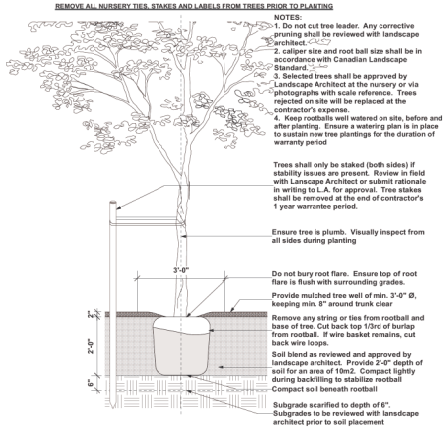 REMOVE ALL NURSERY TIES, STAKES AND LABELS FROM TREES PRIOR TO PLANTING
NOTES:
1. Do not cut tree leader. Any corrective
pruning shall be reviewed with landscape
architect.
2. caliper size and root ball size shall be in
accordance with Canadian Landscape
Standard.
3. Selected trees shall be approved by
Landscape Architect at the nursery or via
photographs with scale reference. Trees
rejected on site will be replaced at the
contractor's expense.
4. Keep rootballs well watered on site, before and
after planting. Ensure a watering plan is in place
to sustain new tree plantings for the duration of
warranty period
Trees shall only be staked (both sides) if
stability issues are present. Review in field
with Lanscape Architect or submit rationale
in writing to L.A. for approval. Tree stakes
shall be removed at the end of contractor's
1 year warrantee period.
Ensure tree is plumb. Visually inspect from
all sides during planting
3'-0"
Do not bury root flare. Ensure top of root
flare is flush with surrounding grades.
Provide mulched tree well of min. 3'-0" Ø,
keeping min. 8" around trunk clear
2"
Remove any string or ties from rootball and
base of tree. Cut back top 1/3rc of burlap
from rootball. If wire basket remains, cut
back wire loops.
2'-0"
Soil blend as reviewed and approved by
landscape architect. Provide 2'-0" depth of
soil for an area of 10m2. Compact lightly
during backfilling to stabilize rootball
Compact soil beneath rootball
6"
Subgrade scarified to depth of 6".
Subgrades to be reviewed with lansdcape
architect prior to soil placement